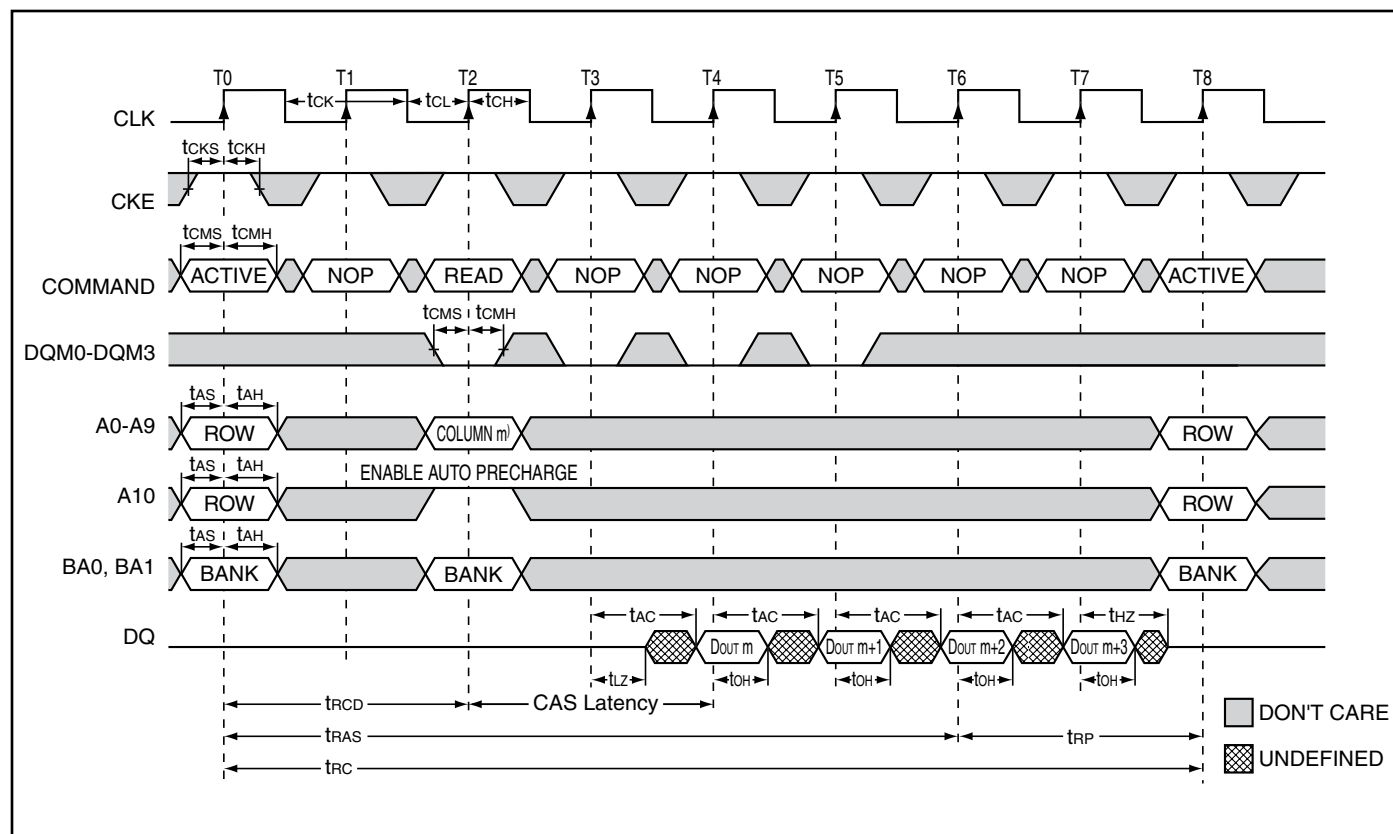 T0 T1 T2 T3 T4 T5 T6 T7 T8
tCK tCL tCH
CLK
tCKS tCKH
CKE
tCMS tCMH
COMMAND ACTIVE NOP READ NOP NOP NOP NOP NOP ACTIVE
tCMS tCMH
DQM0-DQM3
tAS tAH
A0-A9 ROW COLUMN m) ROW
tAS tAH ENABLE AUTO PRECHARGE
A10 ROW ROW
tAS tAH
BA0, BA1 BANK BANK BANK
tAC tAC tAC tAC tHZ
DQ DOUT m DOUT m+1 DOUT m+2 DOUT m+3
tLZ tOH tOH tOH tOH
tRCD CAS Latency
DON'T CARE
tRAS tRP
UNDEFINED
tRC